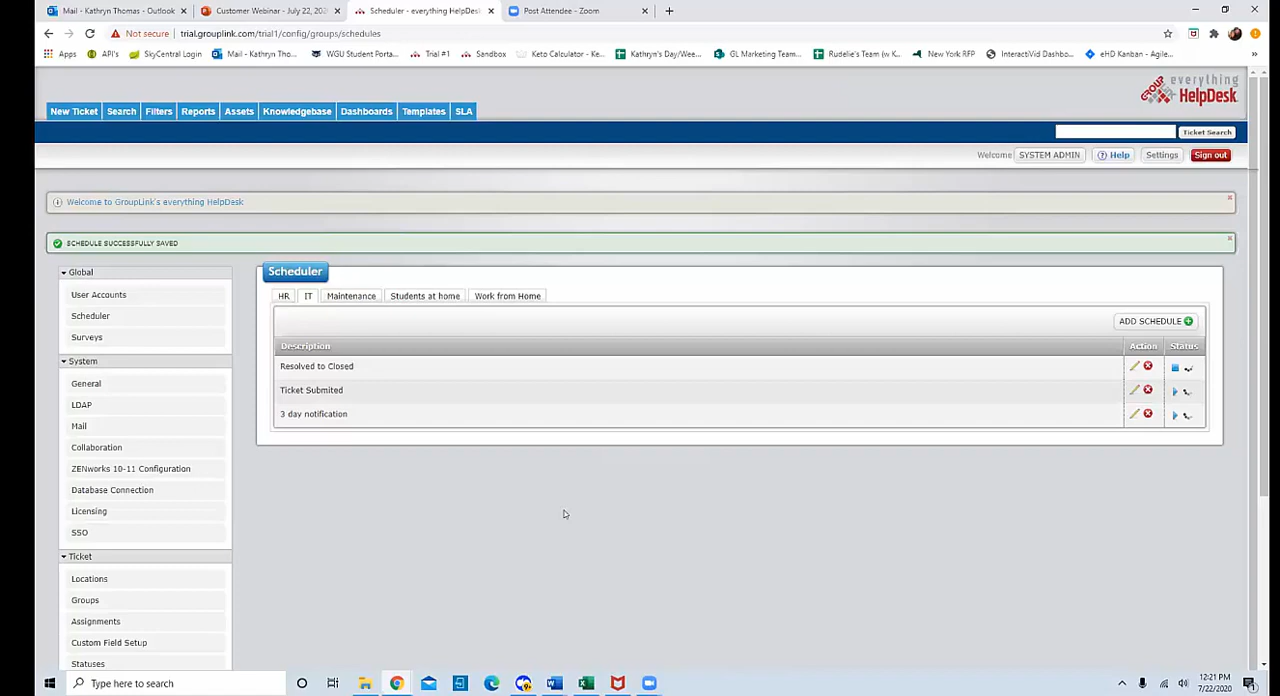 Mail - Kathryn Thomas - Outlook
Customer Webinar - July 22, 202
Scheduler - everything HelpDesk
Post Attendee - Zoom
Not secure
trial.grouplink.com/trial1/config/groups/schedules
Apps
API's
SkyCentral Login
Mail - Kathryn Tho...
WGU Student Porta...
Trial #1
Sandbox
Keto Calculator - Ke...
Kathryn's Day/Wee...
GL Marketing Team...
Rudelie's Team (w K...
New York RFP
InteractVid Dashbo...
eHD Kanban - Agile...
GROUP
everything
HelpDesk
New Ticket
Search
Filters
Reports
Assets
Knowledgebase
Dashboards
Templates
SLA
Ticket Search
Welcome SYSTEM ADMIN
Help
Settings
Sign out
Welcome to GroupLink's everything HelpDesk
SCHEDULE SUCCESSFULLY SAVED
Global
User Accounts
Scheduler
Surveys
System
General
LDAP
Mail
Collaboration
ZENworks 10-11 Configuration
Database Connection
Licensing
SSO
Ticket
Locations
Groups
Assignments
Custom Field Setup
Statuses
Scheduler
HR
IT
Maintenance
Students at home
Work from Home
ADD SCHEDULE
Description
Action
Status
Resolved to Closed
Ticket Submited
3 day notification
Type here to search
12:21 PM
7/22/2020